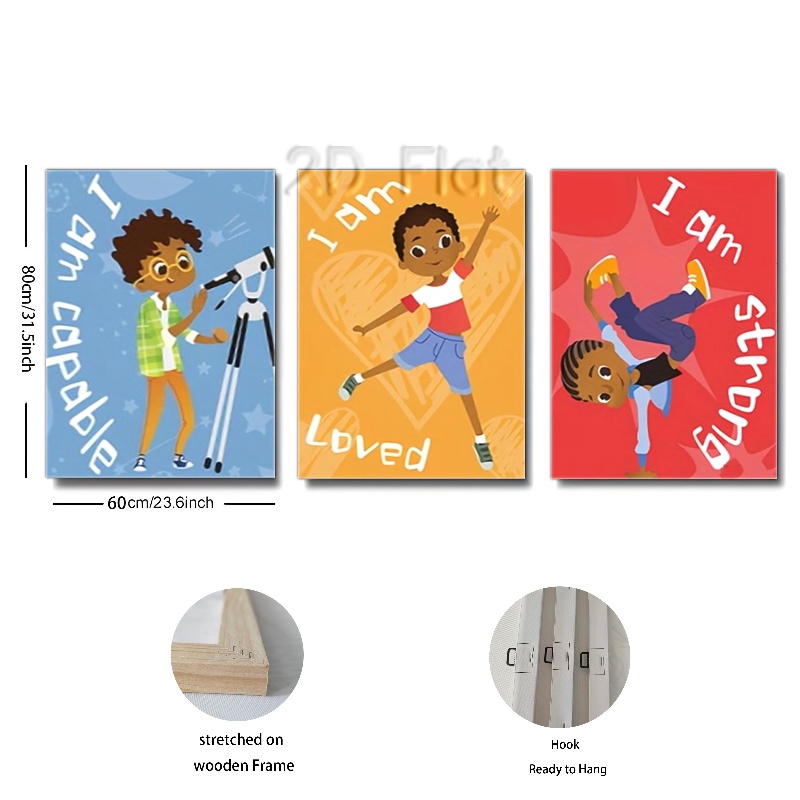 2D Flat
80cm/31.5inch
I am capable
I am
Loved
I am strong
60cm/23.6inch
stretched on
wooden Frame
Hook
Ready to Hang